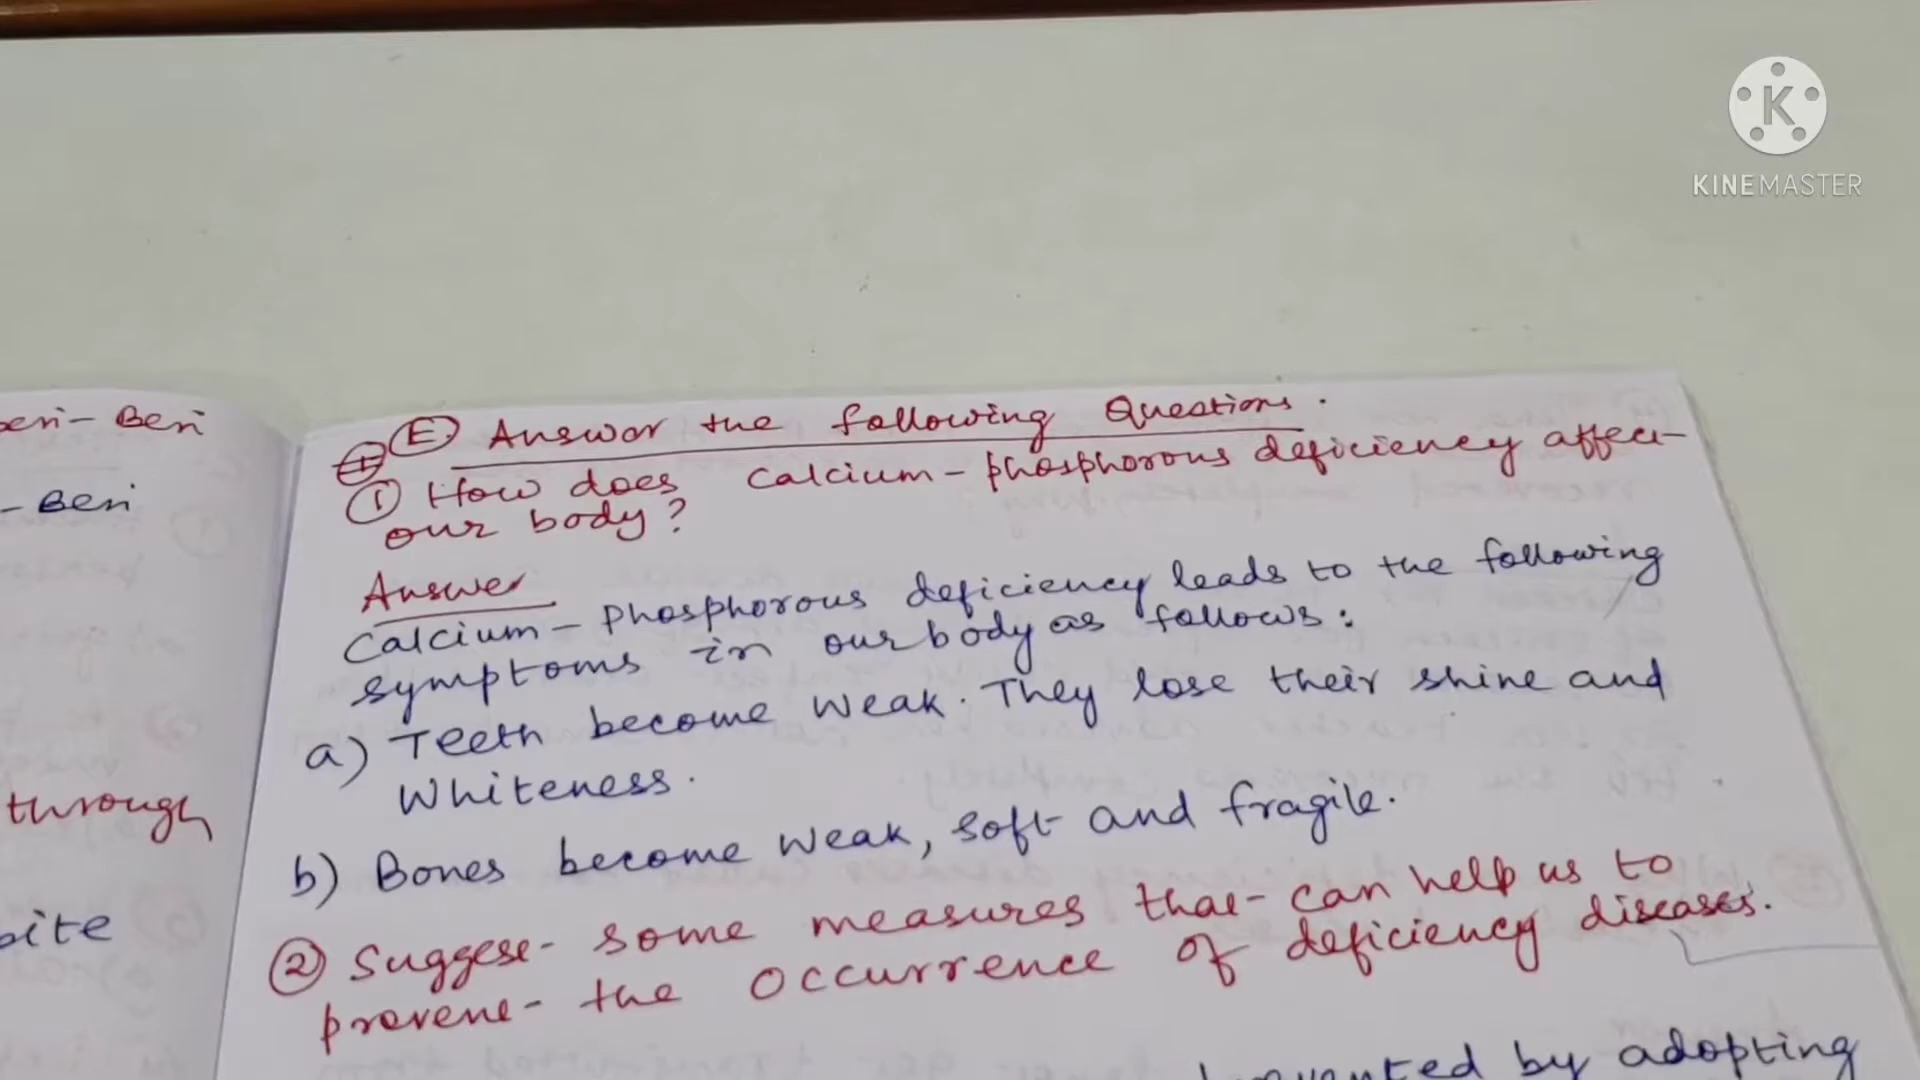 KINEMASTER
Beri-Beri
-Beri
through
bite
E Answer the following Questions.
① How does calcium-phosphorous deficiency affect
our body?
Answer
Calcium-phosphorous deficiency leads to the following
symptoms in our body as follows:
a) Teeth become weak. They lose their shine and
whiteness.
b) Bones become weak, soft and fragile.
② Suggest some measures that can help us to
prevent the occurrence of deficiency diseases.
prevented by adopting